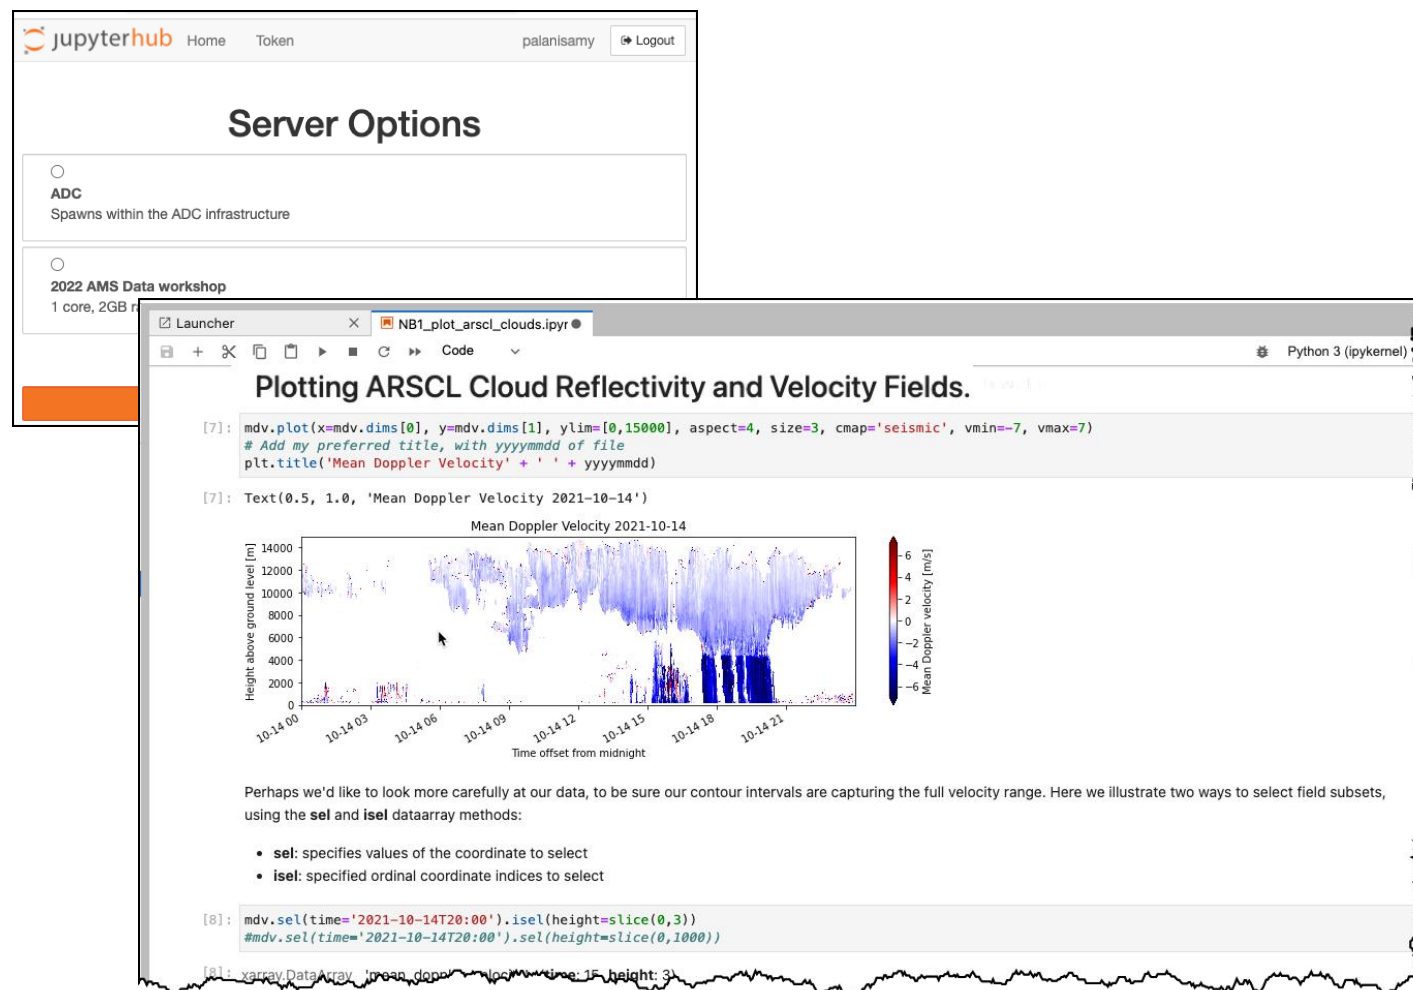 jupyterhub Home Token palanisamy Logout
Server Options
ADC
Spawns within the ADC infrastructure
2022 AMS Data workshop
1 core, 2GB
Launcher NB1_plot_arscl_clouds.ipyr
Code Python 3 (ipykernel)
Plotting ARSCL Cloud Reflectivity and Velocity Fields.
[7]: mdv.plot(x=mdv.dims[0], y=mdv.dims[1], ylim=[0,15000], aspect=4, size=3, cmap='seismic', vmin=-7, vmax=7)
# Add my preferred title, with yyyymmdd of file
plt.title('Mean Doppler Velocity' + ' ' + yyyymmdd)
[7]: Text(0.5, 1.0, 'Mean Doppler Velocity 2021-10-14')
Mean Doppler Velocity 2021-10-14
Height above ground level [m]
14000
12000
10000
8000
6000
4000
2000
0
10-14 00 10-14 03 10-14 06 10-14 09 10-14 12 10-14 15 10-14 18 10-14 21
Time offset from midnight
6
4
2
0
-2
-4
-6
Mean Doppler velocity [m/s]
Perhaps we'd like to look more carefully at our data, to be sure our contour intervals are capturing the full velocity range. Here we illustrate two ways to select field subsets,
using the sel and isel dataarray methods:
• sel: specifies values of the coordinate to select
• isel: specified ordinal coordinate indices to select
[8]: mdv.sel(time='2021-10-14T20:00').isel(height=slice(0,3))
#mdv.sel(time='2021-10-14T20:00').sel(height=slice(0,1000))
[8]: xarray.DataArray time: 15, height: 3)